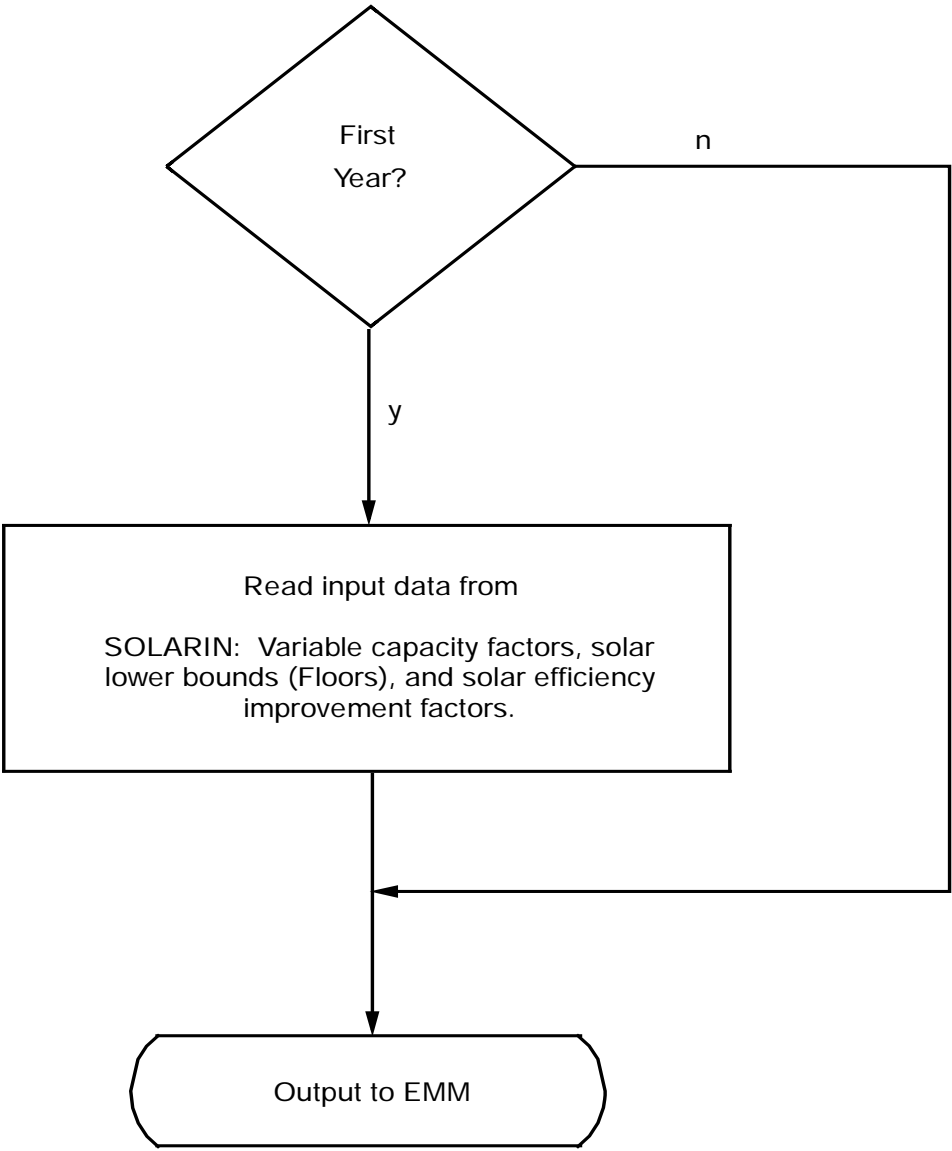 First
Year?
n
y
Read input data from
SOLARIN: Variable capacity factors, solar
lower bounds (Floors), and solar efficiency
improvement factors.
Output to EMM